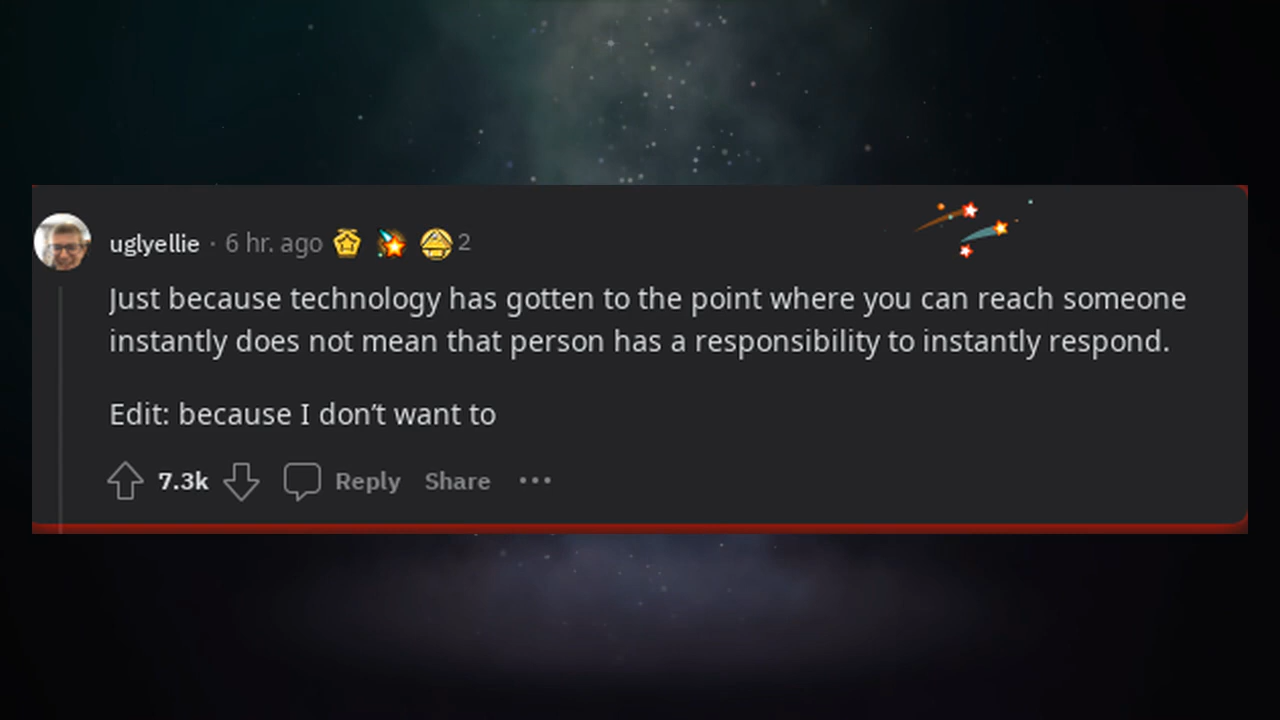 uglyellie · 6 hr. ago 2
Just because technology has gotten to the point where you can reach someone
instantly does not mean that person has a responsibility to instantly respond.
Edit: because I don’t want to
7.3k Reply Share •••